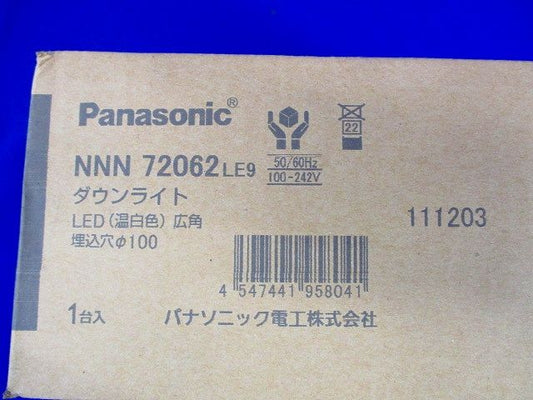 Panasonic®
22
NNN 72062 LE9
50/60Hz
100-242V
ダウンライト
LED（温白色）広角
111203
埋込穴φ100
4 547441 958041
1台入
パナソニック電工株式会社